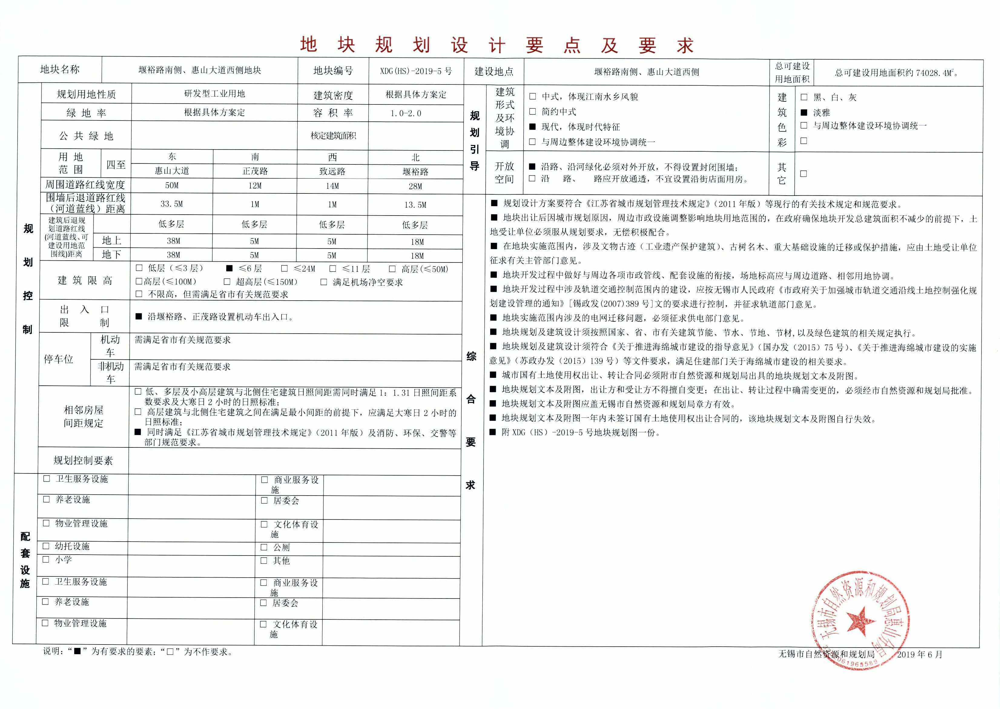 地块规划设计要点及要求
地块名称 堰裕路南侧、惠山大道西侧地块 地块编号 XDG(HS)-2019-5号 建设地点 堰裕路南侧、惠山大道西侧 总可建设用地面积 总可建设用地面积约74028.4M²。
规划控制
规划用地性质 研发型工业用地 建筑密度 根据具体方案定
绿地率 根据具体方案定 容积率 1.0-2.0
公共绿地 核定建筑面积
用地范围 四至 东 南 西 北
惠山大道 正茂路 致远路 堰裕路
周围道路红线宽度 50M 12M 14M 28M
围墙后退道路红线
（河道蓝线）距离 33.5M 1M 1M 13.5M
建筑后退规
划道路红线
(河道蓝线、可
建设用地范
围线)距离
低多层 低多层 低多层 低多层
地上 38M 5M 5M 18M
地下 38M 5M 5M 18M
建筑限高
□ 低层（≤3层） ■ ≤6层 □ ≤24M □ ≤11层 □ 高层(≤50M)
□高层(≤100M) □ 超高层(≤150M) □ 满足机场净空要求
□ 不限高，但需满足省市有关规范要求
出入口
限制
■ 沿堰裕路、正茂路设置机动车出入口。
停车位
机动车 需满足省市有关规范要求
非机动车 需满足省市有关规范要求
相邻房屋
间距规定
□ 低、多层及小高层建筑与北侧住宅建筑日照间距需同时满足1：1.31日照间距系
数要求及大寒日2小时的日照标准；
□ 高层建筑与北侧住宅建筑之间在满足最小间距的前提下，应满足大寒日2小时的
日照标准；
■ 同时满足《江苏省城市规划管理技术规定》（2011年版）及消防、环保、交警等
部门规范要求。
规划控制要素
配套设施
□ 卫生服务设施 □ 商业服务设施
□ 养老设施 □ 居委会
□ 物业管理设施 □ 文化体育设施
□ 幼托设施 □ 公厕
□ 小学 □ 其他
□ 卫生服务设施 □ 商业服务设施
□ 养老设施 □ 居委会
□ 物业管理设施 □ 文化体育设施
规划引导
建筑形式及环境协调
□ 中式，体现江南水乡风貌
□ 简约中式
■ 现代，体现时代特征
□ 与周边整体建设环境协调统一
建筑色彩
□ 黑、白、灰
■ 淡雅
□ 与周边整体建设环境协调统一
□
开放空间
■ 沿路、沿河绿化必须对外开放，不得设置封闭围墙；
□ 沿 路、 路应开放通透，不宜设置沿街店面用房。
其它
□
综合要求
■ 规划设计方案要符合《江苏省城市规划管理技术规定》（2011年版）等现行的有关技术规定和规范要求。
■ 地块出让后因城市规划原因，周边市政设施调整影响地块用地范围的，在政府确保地块开发总建筑面积不减少的前提下，土
地受让单位必须服从规划要求，无偿积极配合。
■ 在地块实施范围内，涉及文物古迹（工业遗产保护建筑）、古树名木、重大基础设施的迁移或保护措施，应由土地受让单位
征求有关主管部门意见。
■ 地块开发过程中做好与周边各项市政管线、配套设施的衔接，场地标高应与周边道路、相邻用地协调。
■ 地块开发过程中涉及轨道交通控制范围内的建设，应按无锡市人民政府《市政府关于加强城市轨道交通沿线土地控制强化规
划建设管理的通知》[锡政发(2007)389号]文的要求进行控制，并征求轨道部门意见。
■ 地块实施范围内涉及的电网迁移问题，必须征求供电部门意见。
■ 地块规划及建筑设计须按照国家、省、市有关建筑节能、节水、节地、节材,以及绿色建筑的相关规定执行。
■ 地块规划及建筑设计须符合《关于推进海绵城市建设的指导意见》（国办发（2015）75号）、《关于推进海绵城市建设的实施
意见》（苏政办发（2015）139号）等文件要求，满足住建部门关于海绵城市建设的相关要求。
■ 城市国有土地使用权出让、转让合同必须附市自然资源和规划局出具的地块规划文本及附图。
■ 地块规划文本及附图，出让方和受让方不得擅自变更；在出让、转让过程中确需变更的，必须经市自然资源和规划局批准。
■ 地块规划文本及附图应盖无锡市自然资源和规划局章方有效。
■ 地块规划文本及附图一年内未签订国有土地使用权出让合同的，该地块规划文本及附图自行失效。
■ 附XDG（HS）-2019-5号地块规划图一份。
无锡市自然资源和规划局惠山分局
说明：“■”为有要求的要素；“□”为不作要求。
无锡市自然资源和规划局 2019年6月